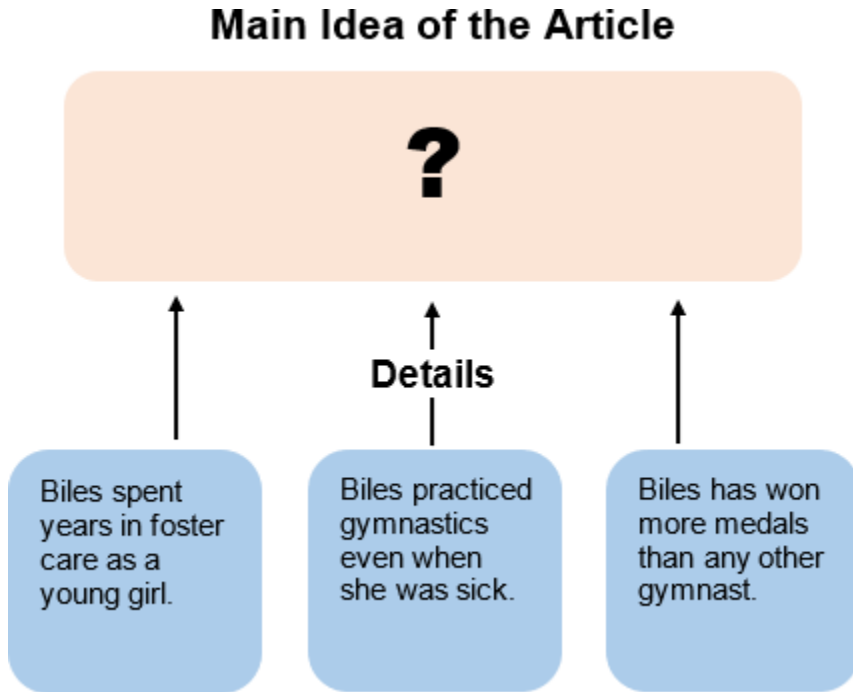 Main Idea of the Article
?
Details
Biles spent
years in foster
care as a
young girl.
Biles practiced
gymnastics
even when
she was sick.
Biles has won
more medals
than any other
gymnast.